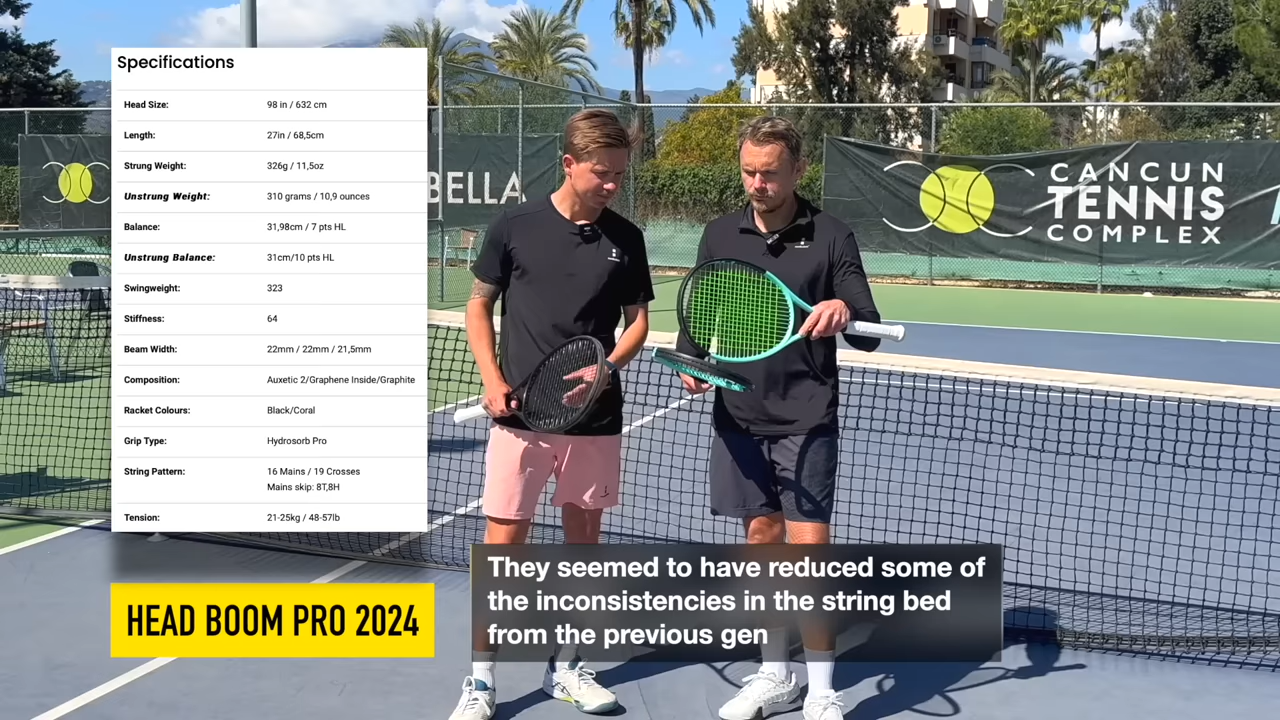 Specifications
Head Size: 98 in / 632 cm
Length: 27in / 68,5cm
Strung Weight: 326g / 11,5oz
Unstrung Weight: 310 grams / 10,9 ounces
Balance: 31,98cm / 7 pts HL
Unstrung Balance: 31cm/10 pts HL
Swingweight: 323
Stiffness: 64
Beam Width: 22mm / 22mm / 21,5mm
Composition: Auxetic 2/Graphene Inside/Graphite
Racket Colours: Black/Coral
Grip Type: Hydrosorb Pro
String Pattern: 16 Mains / 19 Crosses
Mains skip: 8T,8H
Tension: 21-25kg / 48-57lb
BELLA
CANCUN
TENNIS
COMPLEX
HEAD BOOM PRO 2024
They seemed to have reduced some of
the inconsistencies in the string bed
from the previous gen